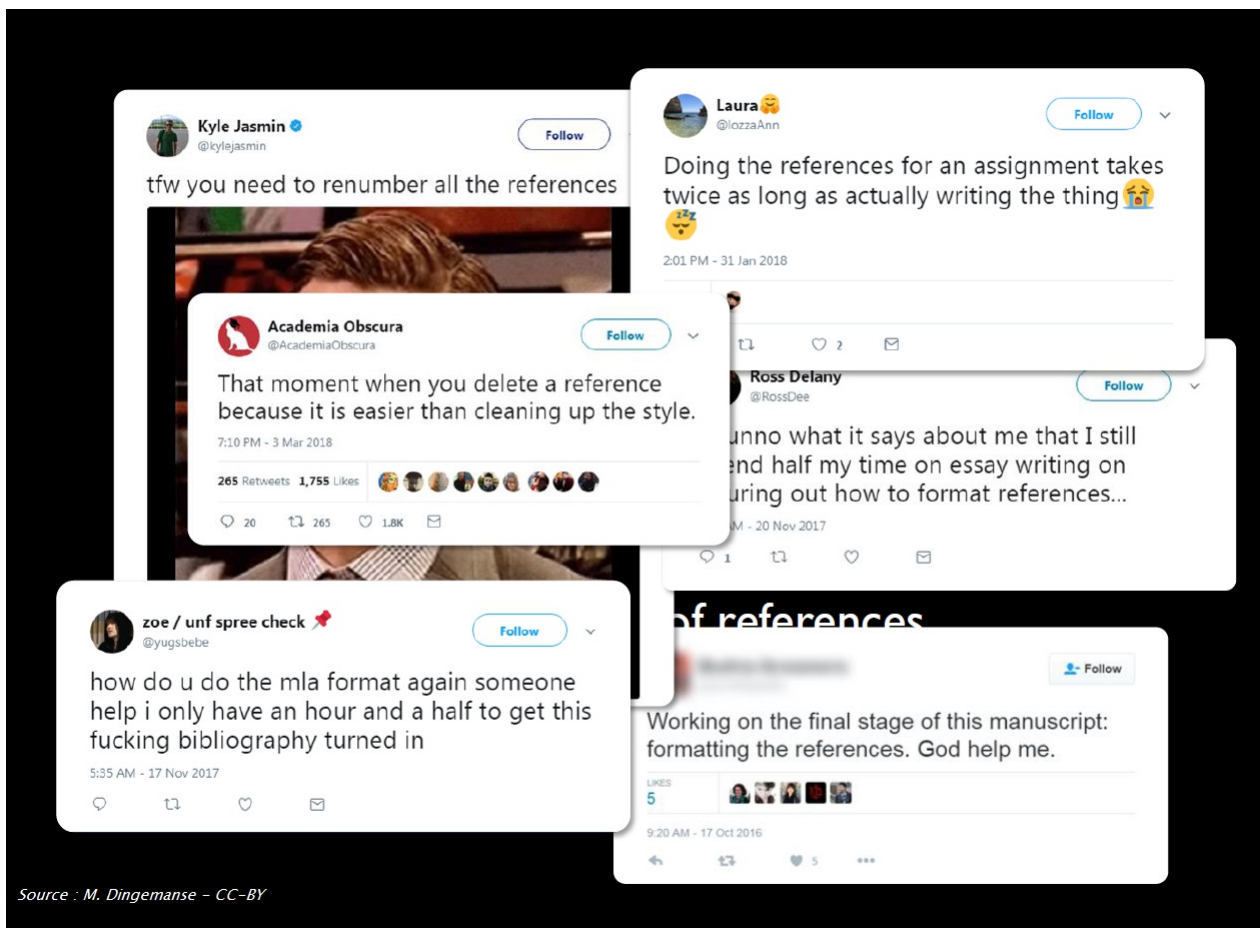 Kyle Jasmin
@kylejasmin
Follow
tfw you need to renumber all the references
Laura
@lozzaAnn
Follow
Doing the references for an assignment takes
twice as long as actually writing the thing😭
😴
2:01 PM - 31 Jan 2018
2
Academia Obscura
@AcademiaObscura
Follow
That moment when you delete a reference
because it is easier than cleaning up the style.
7:10 PM - 3 Mar 2018
265 Retweets 1,755 Likes
20 265 1.8K
Ross Delany
@RossDee
Follow
what it says about me that I still
half my time on essay writing on
out how to format references...
- 20 Nov 2017
1
of references
zoe / unf spree check 📌
@yugsbebe
Follow
how do u do the mla format again someone
help i only have an hour and a half to get this
fucking bibliography turned in
5:35 AM - 17 Nov 2017
Follow
Working on the final stage of this manuscript:
formatting the references. God help me.
LIKES
5
9:20 AM - 17 Oct 2016
5
Source : M. Dingemanse - CC-BY